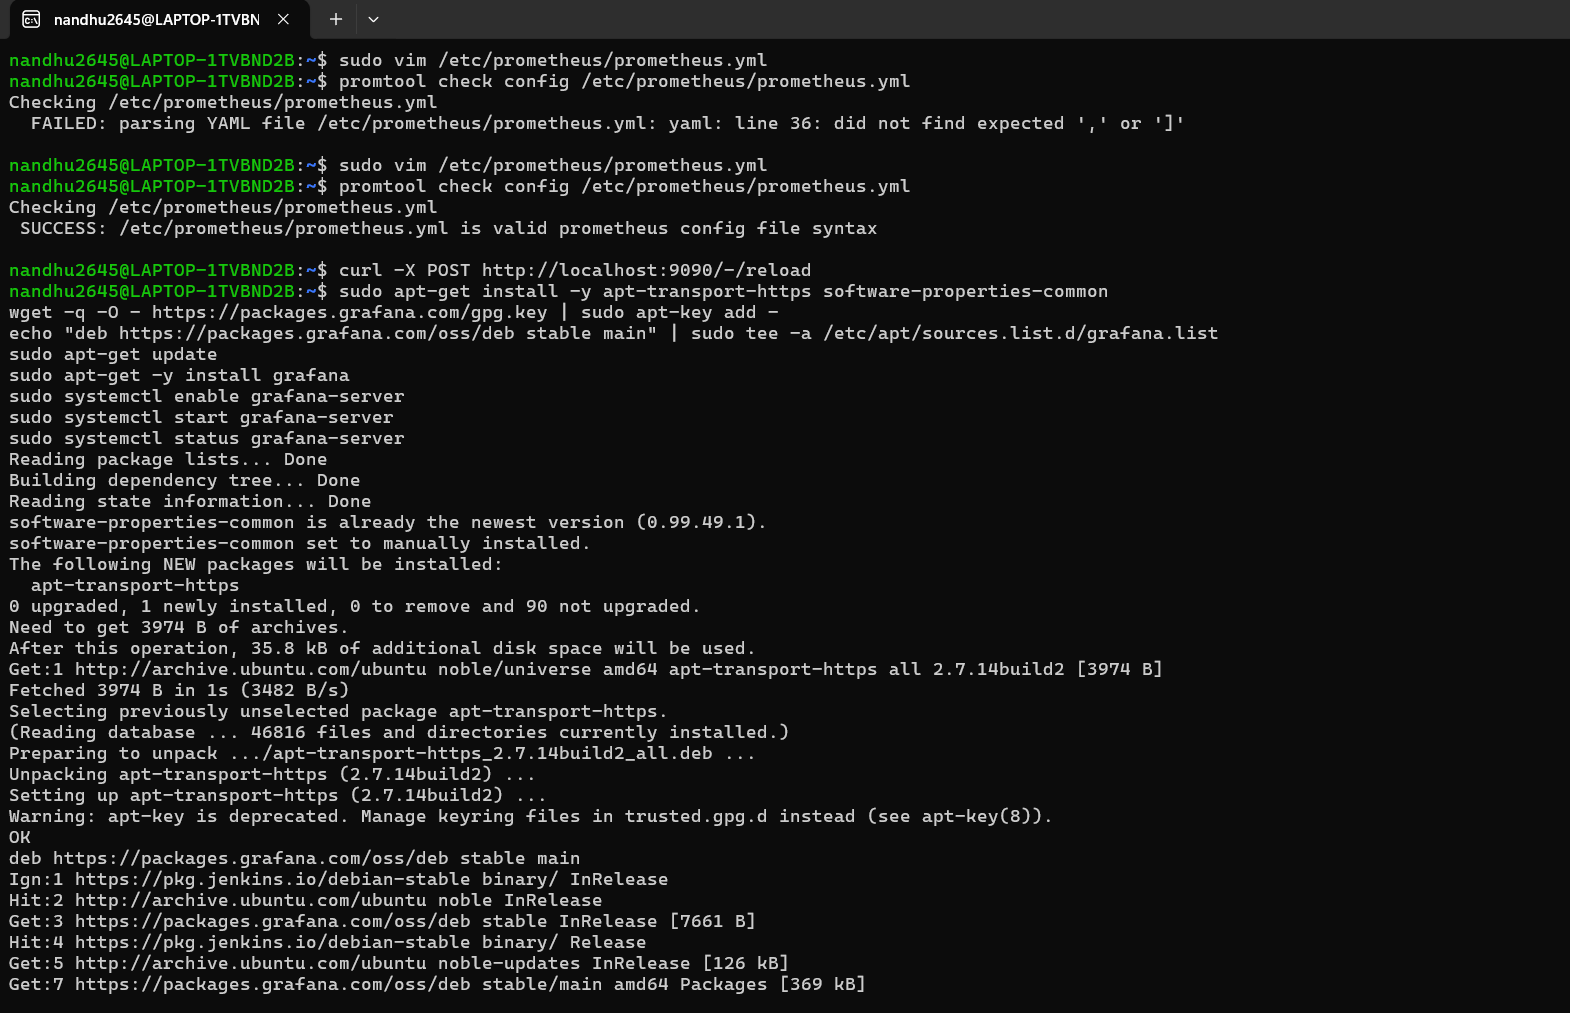 nandhu2645@LAPTOP-1TVBN
nandhu2645@LAPTOP-1TVBND2B:~$ sudo vim /etc/prometheus/prometheus.yml
nandhu2645@LAPTOP-1TVBND2B:~$ promtool check config /etc/prometheus/prometheus.yml
Checking /etc/prometheus/prometheus.yml
  FAILED: parsing YAML file /etc/prometheus/prometheus.yml: yaml: line 36: did not find expected ',' or ']'
nandhu2645@LAPTOP-1TVBND2B:~$ sudo vim /etc/prometheus/prometheus.yml
nandhu2645@LAPTOP-1TVBND2B:~$ promtool check config /etc/prometheus/prometheus.yml
Checking /etc/prometheus/prometheus.yml
 SUCCESS: /etc/prometheus/prometheus.yml is valid prometheus config file syntax
nandhu2645@LAPTOP-1TVBND2B:~$ curl -X POST http://localhost:9090/-/reload
nandhu2645@LAPTOP-1TVBND2B:~$ sudo apt-get install -y apt-transport-https software-properties-common
wget -q -O - https://packages.grafana.com/gpg.key | sudo apt-key add -
echo "deb https://packages.grafana.com/oss/deb stable main" | sudo tee -a /etc/apt/sources.list.d/grafana.list
sudo apt-get update
sudo apt-get -y install grafana
sudo systemctl enable grafana-server
sudo systemctl start grafana-server
sudo systemctl status grafana-server
Reading package lists... Done
Building dependency tree... Done
Reading state information... Done
software-properties-common is already the newest version (0.99.49.1).
software-properties-common set to manually installed.
The following NEW packages will be installed:
  apt-transport-https
0 upgraded, 1 newly installed, 0 to remove and 90 not upgraded.
Need to get 3974 B of archives.
After this operation, 35.8 kB of additional disk space will be used.
Get:1 http://archive.ubuntu.com/ubuntu noble/universe amd64 apt-transport-https all 2.7.14build2 [3974 B]
Fetched 3974 B in 1s (3482 B/s)
Selecting previously unselected package apt-transport-https.
(Reading database ... 46816 files and directories currently installed.)
Preparing to unpack .../apt-transport-https_2.7.14build2_all.deb ...
Unpacking apt-transport-https (2.7.14build2) ...
Setting up apt-transport-https (2.7.14build2) ...
Warning: apt-key is deprecated. Manage keyring files in trusted.gpg.d instead (see apt-key(8)).
OK
deb https://packages.grafana.com/oss/deb stable main
Ign:1 https://pkg.jenkins.io/debian-stable binary/ InRelease
Hit:2 http://archive.ubuntu.com/ubuntu noble InRelease
Get:3 https://packages.grafana.com/oss/deb stable InRelease [7661 B]
Hit:4 https://pkg.jenkins.io/debian-stable binary/ Release
Get:5 http://archive.ubuntu.com/ubuntu noble-updates InRelease [126 kB]
Get:7 https://packages.grafana.com/oss/deb stable/main amd64 Packages [369 kB]